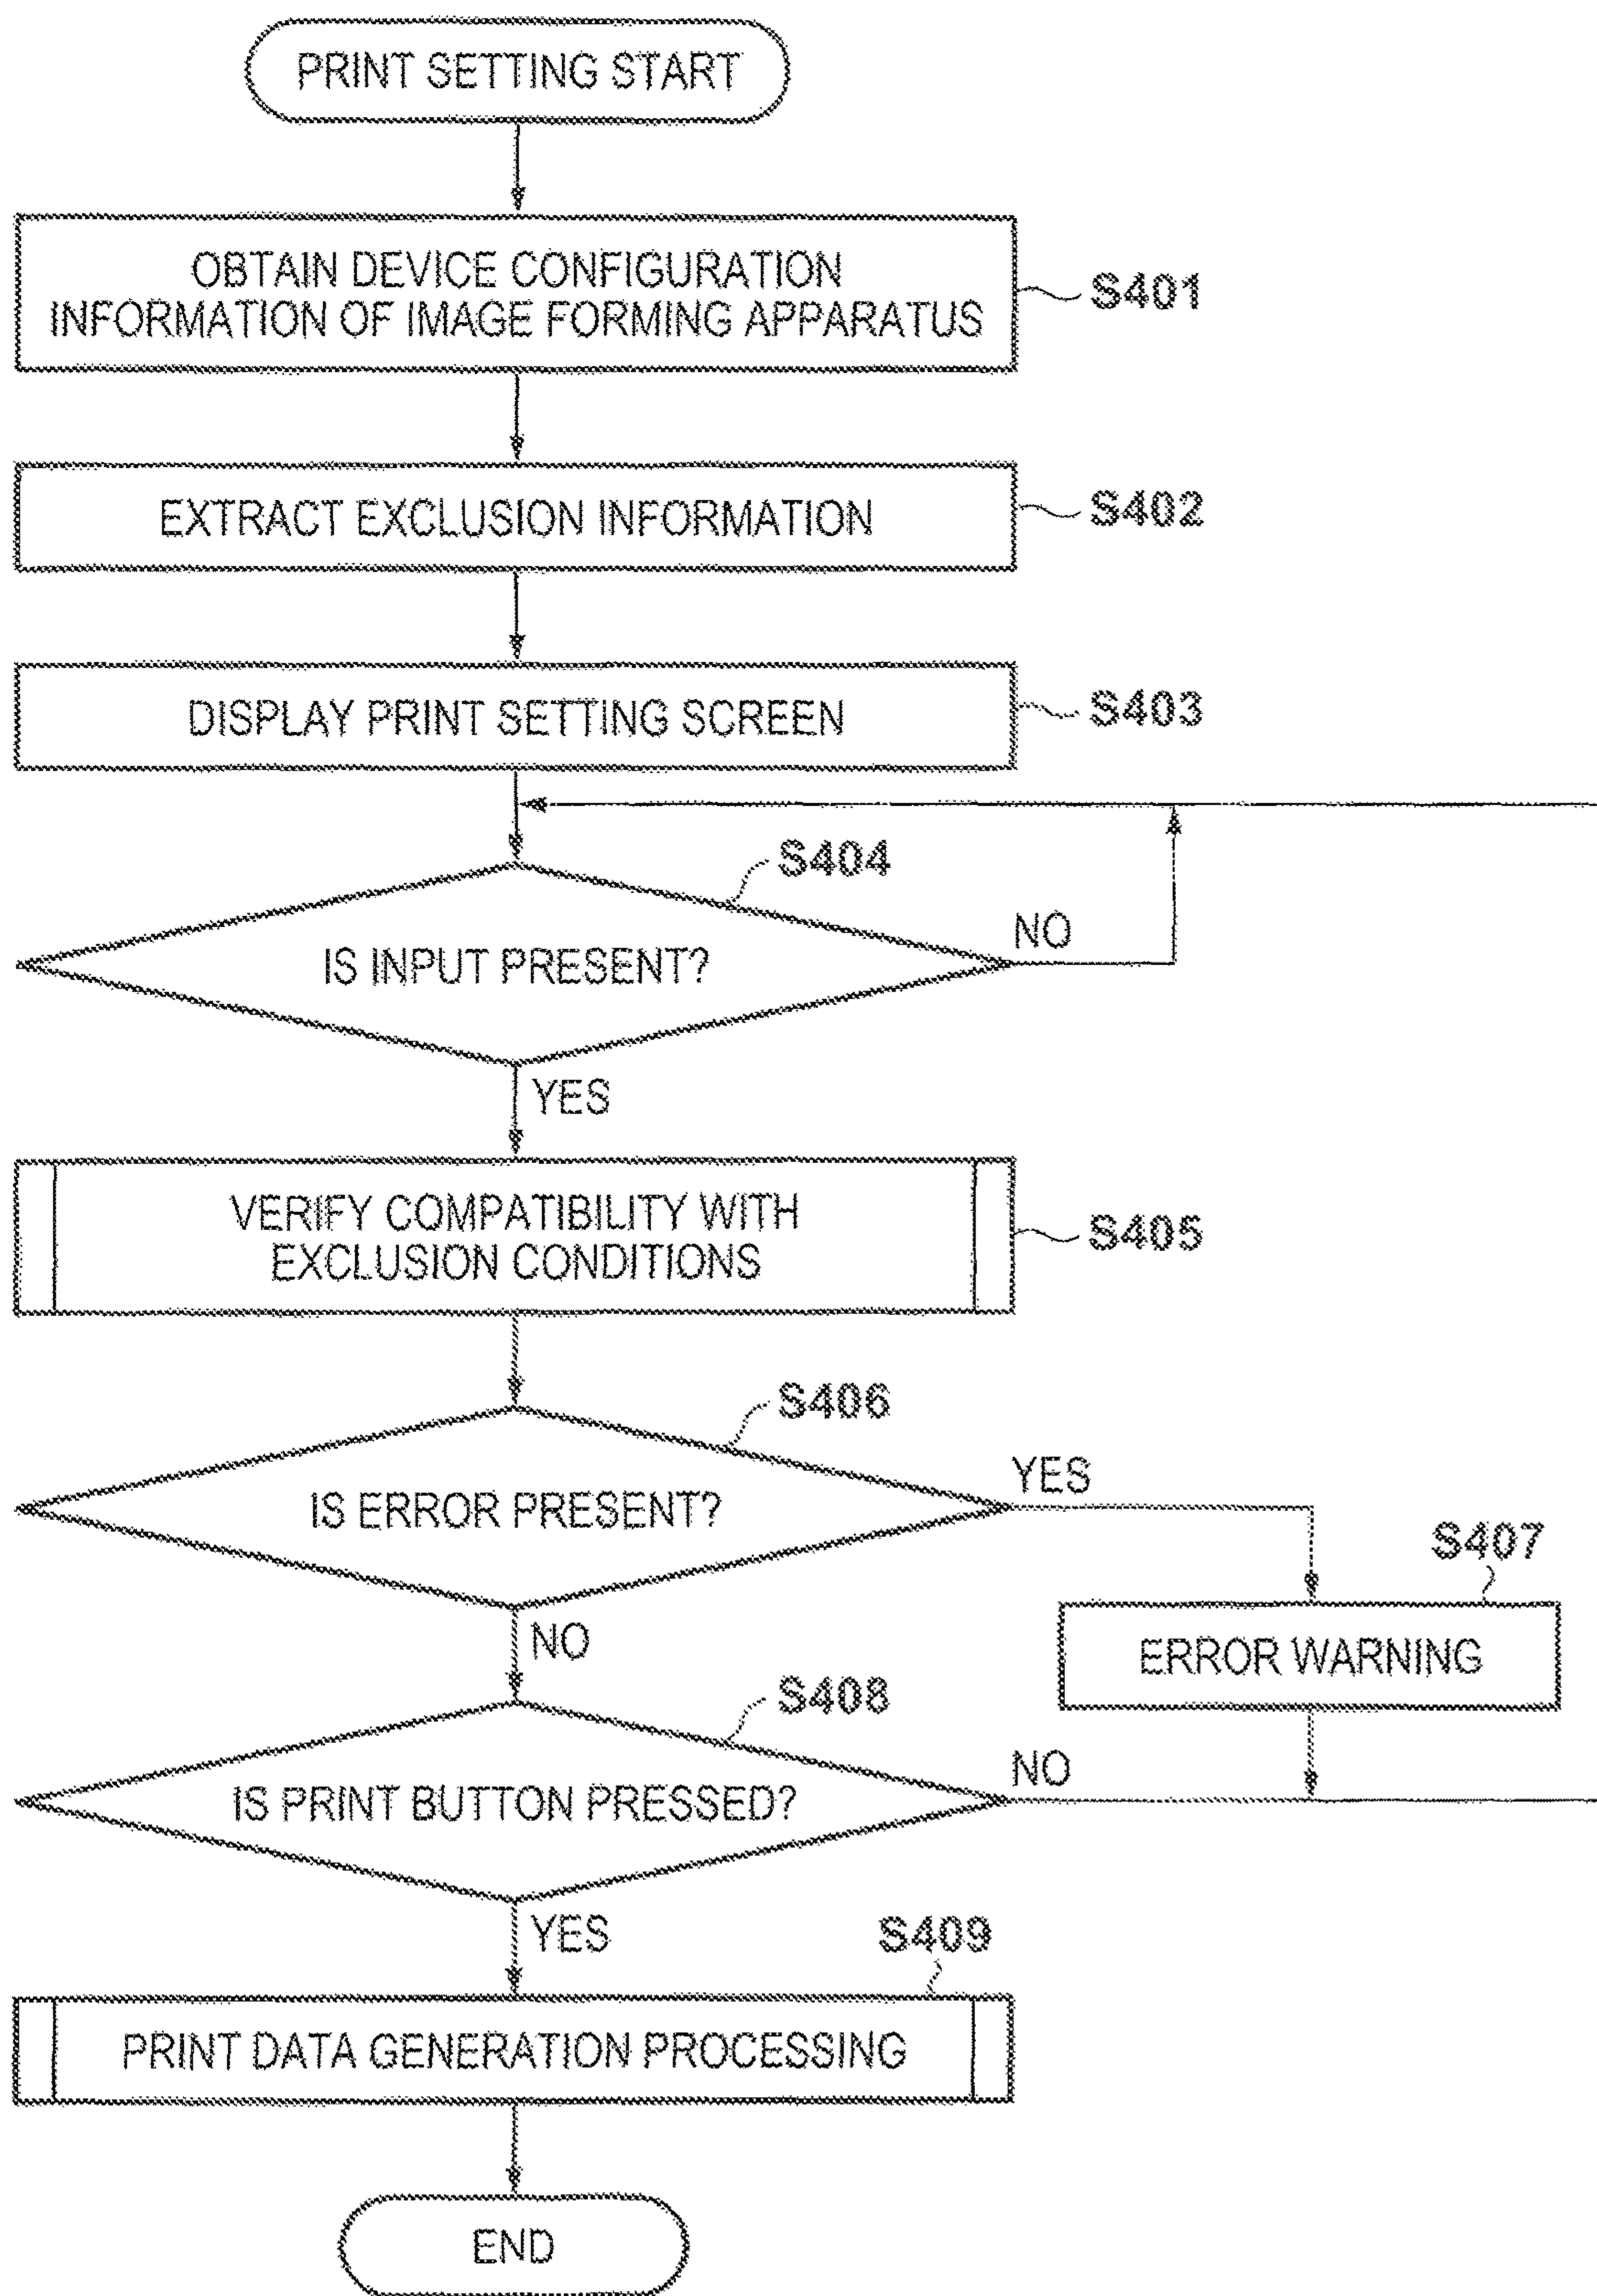 PRINT SETTING START
OBTAIN DEVICE CONFIGURATION
INFORMATION OF IMAGE FORMING APPARATUS
S401
EXTRACT EXCLUSION INFORMATION
S402
DISPLAY PRINT SETTING SCREEN
S403
S404
IS INPUT PRESENT?
NO
YES
VERIFY COMPATIBILITY WITH
EXCLUSION CONDITIONS
S405
S406
IS ERROR PRESENT?
YES
S407
ERROR WARNING
NO
S408
IS PRINT BUTTON PRESSED?
NO
YES
S409
PRINT DATA GENERATION PROCESSING
END